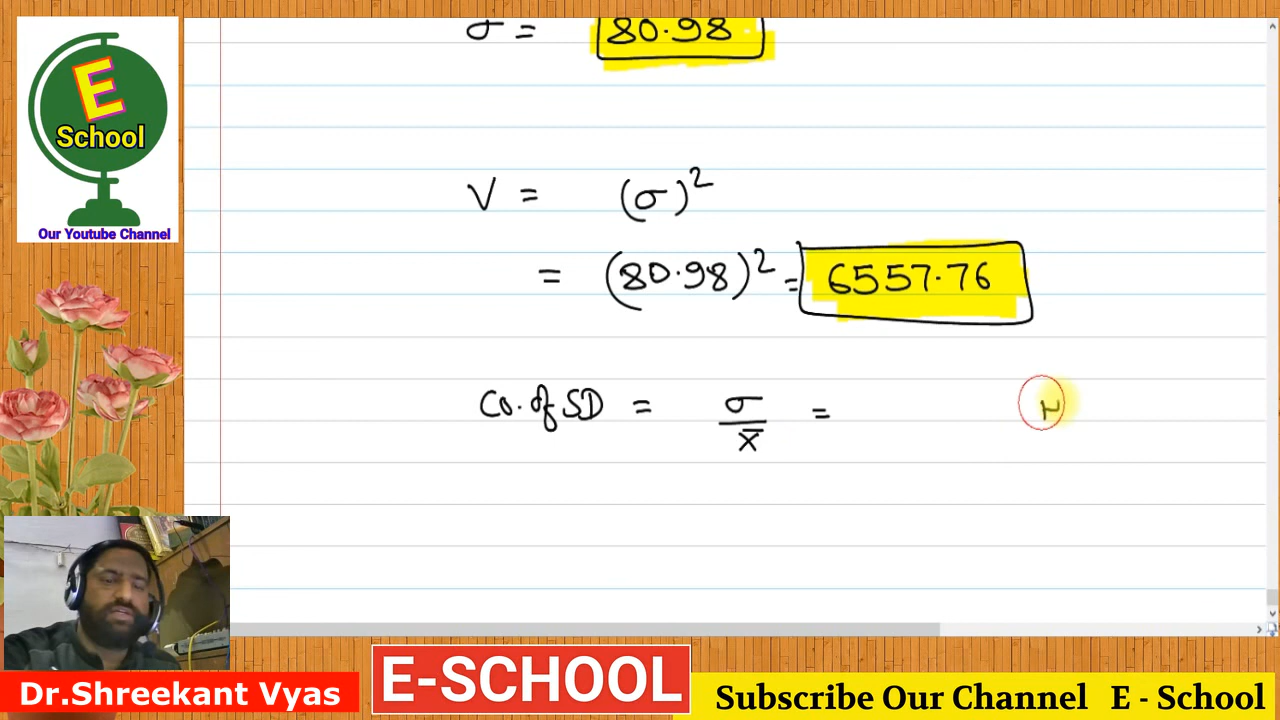 σ = 80.98
E
School
Our Youtube Channel
V = (σ)²
= (80.98)² = 6557.76
Co. of SD = σ/x̄ =
Dr.Shreekant Vyas
E-SCHOOL
Subscribe Our Channel E - School